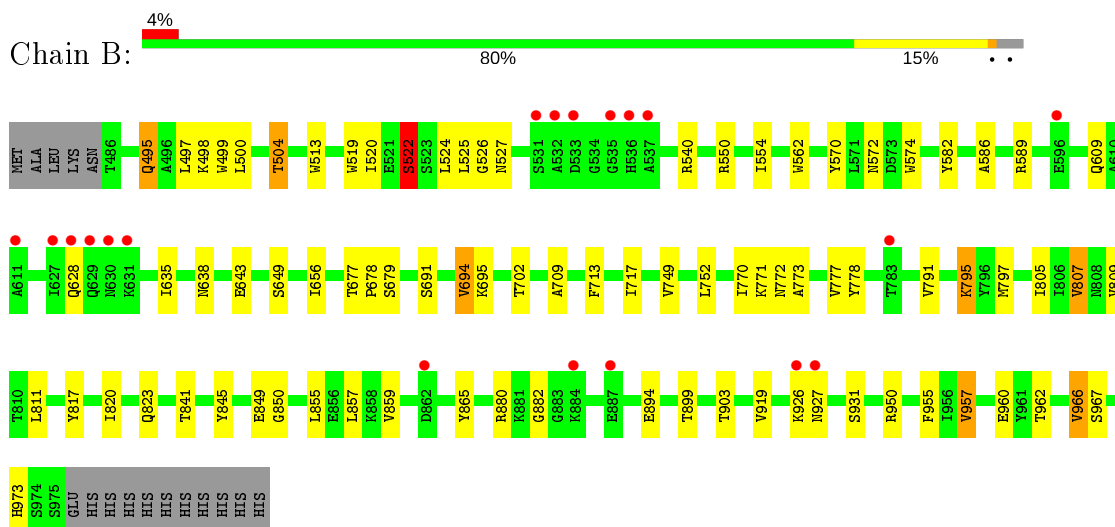 4%
Chain B:
80% 15% • •
MET ALA LEU LYS ASN T486 Q495 A496 L497 K498 W499 L500 T504 W513 W519 I520 E521 S522 S523 L524 L525 G526 N527 S531 A532 D533 G534 G535 H536 A537 R540 R550 I554 W562 Y570 L571 N572 D573 W574 Y582 A586 R589 E596 Q609 A610
A611 I627 Q628 Q629 N630 K631 I635 N638 E643 S649 I656 T677 P678 S679 S691 V694 K695 T702 A709 F713 I717 V749 L752 I770 K771 N772 A773 V777 Y778 T783 V791 K795 Y796 M797 I805 I806 V807 N808 V809
T810 L811 Y817 I820 Q823 T841 Y845 E849 G850 L855 E856 L857 K858 V859 D862 Y865 R880 K881 G882 G883 K884 E887 E894 T899 T903 V919 K926 N927 S931 R950 F955 I956 V957 E960 Y961 T962 V966 S967
H973 S974 S975 GLU HIS HIS HIS HIS HIS HIS HIS HIS HIS HIS